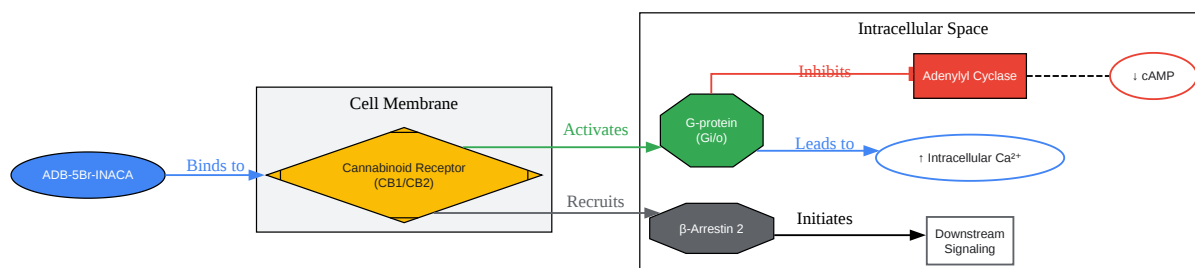 Intracellular Space
Inhibits
Adenylyl Cyclase
↓ cAMP
Cell Membrane
Activates
G-protein
(Gi/o)
Leads to
↑ Intracellular Ca²⁺
ADB-5Br-INACA
Binds to
Cannabinoid Receptor
(CB1/CB2)
Recruits
β-Arrestin 2
Initiates
Downstream
Signaling